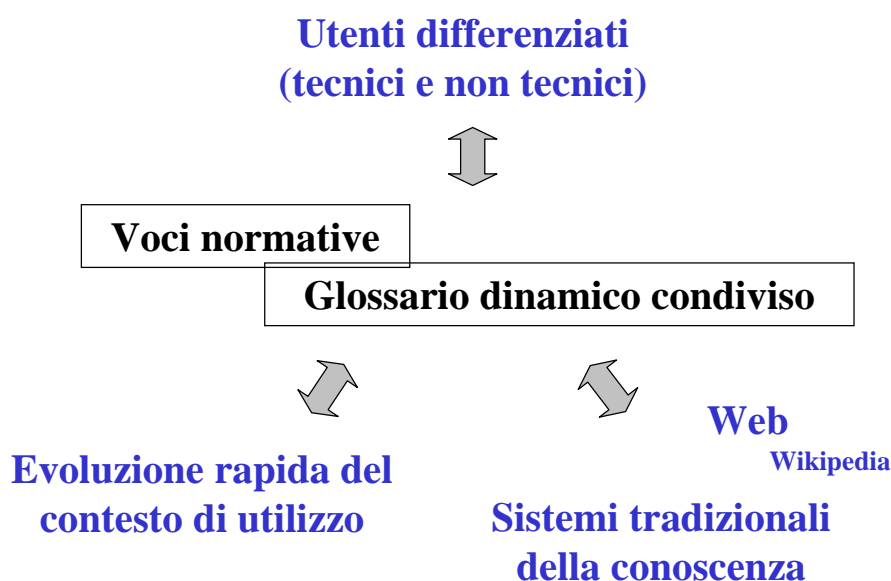 Utenti differenziati
(tecnici e non tecnici)
Voci normative
Glossario dinamico condiviso
Evoluzione rapida del
contesto di utilizzo
Web
Wikipedia
Sistemi tradizionali
della conoscenza